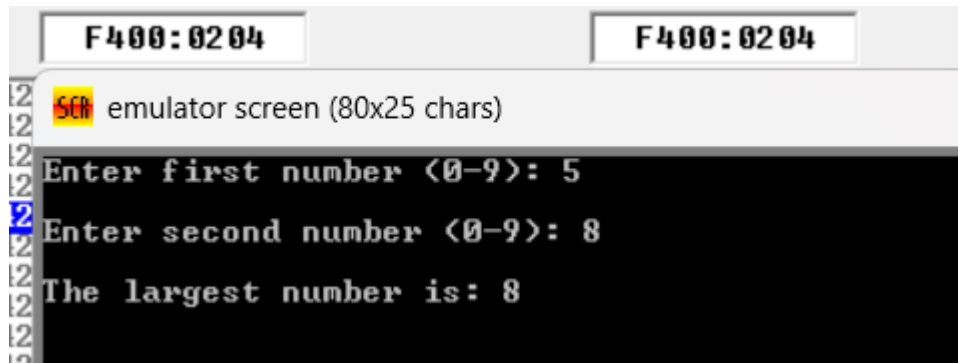 F400:0204 F400:0204
SCR emulator screen (80x25 chars)
Enter first number (0-9): 5
Enter second number (0-9): 8
The largest number is: 8